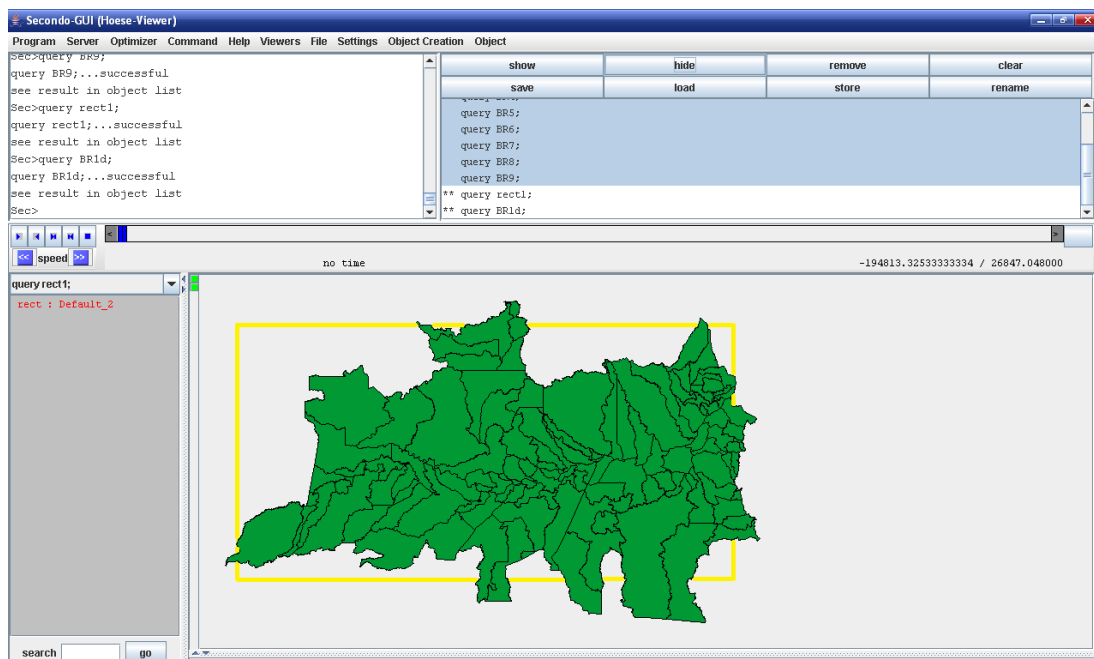 Secondo-GUI (Hoese-Viewer)
Program Server Optimizer Command Help Viewers File Settings Object Creation Object
Sec>query BR9;
query BR9;...successful
see result in object list
Sec>query rect1;
query rect1;...successful
see result in object list
Sec>query BR1d;
query BR1d;...successful
see result in object list
Sec>
show hide remove clear
save load store rename
query BR5;
query BR6;
query BR7;
query BR8;
query BR9;
** query rect1;
** query BR1d;
<< speed >>
no time
-194813.32533333334 / 26847.048000
query rect1;
rect : Default_2
search go